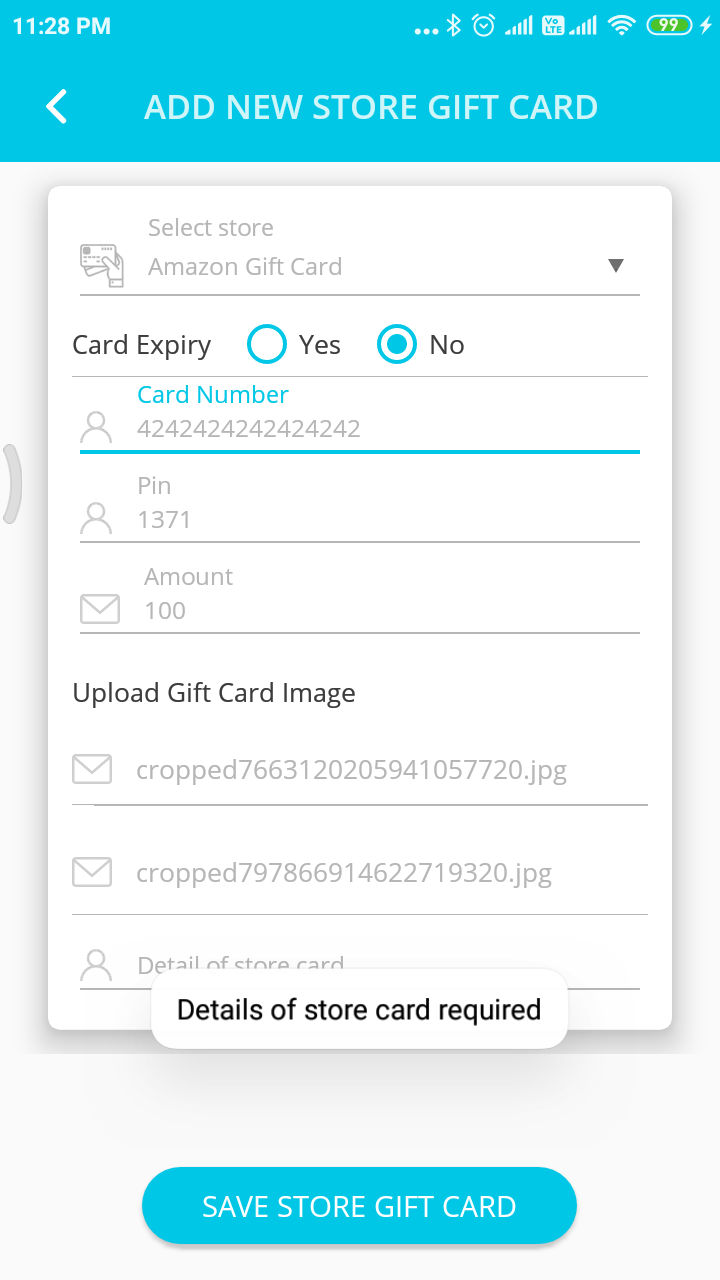 11:28 PM
Vo LTE
99
ADD NEW STORE GIFT CARD
Select store
Amazon Gift Card
Card Expiry Yes No
Card Number
4242424242424242
Pin
1371
Amount
100
Upload Gift Card Image
cropped7663120205941057720.jpg
cropped797866914622719320.jpg
Detail of store card
Details of store card required
SAVE STORE GIFT CARD